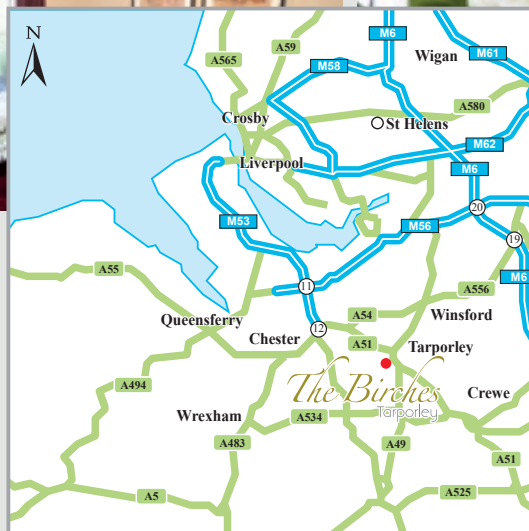 N
M6
Wigan
M61
A59
A565
M58
A580
Crosby
St Helens
M62
Liverpool
M6
20
M53
M56
19
A55
M6
11
A556
A54
Winsford
Queensferry
12
Chester
A51
Tarporley
The Birches
Tarporley
A494
Crewe
Wrexham
A534
A483
A49
A51
A5
A525